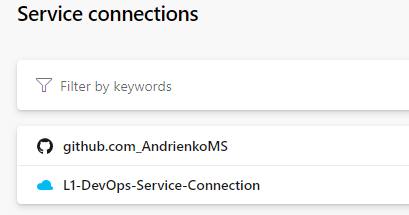 Service connections
Filter by keywords
github.com_AndrienkoMS
L1-DevOps-Service-Connection